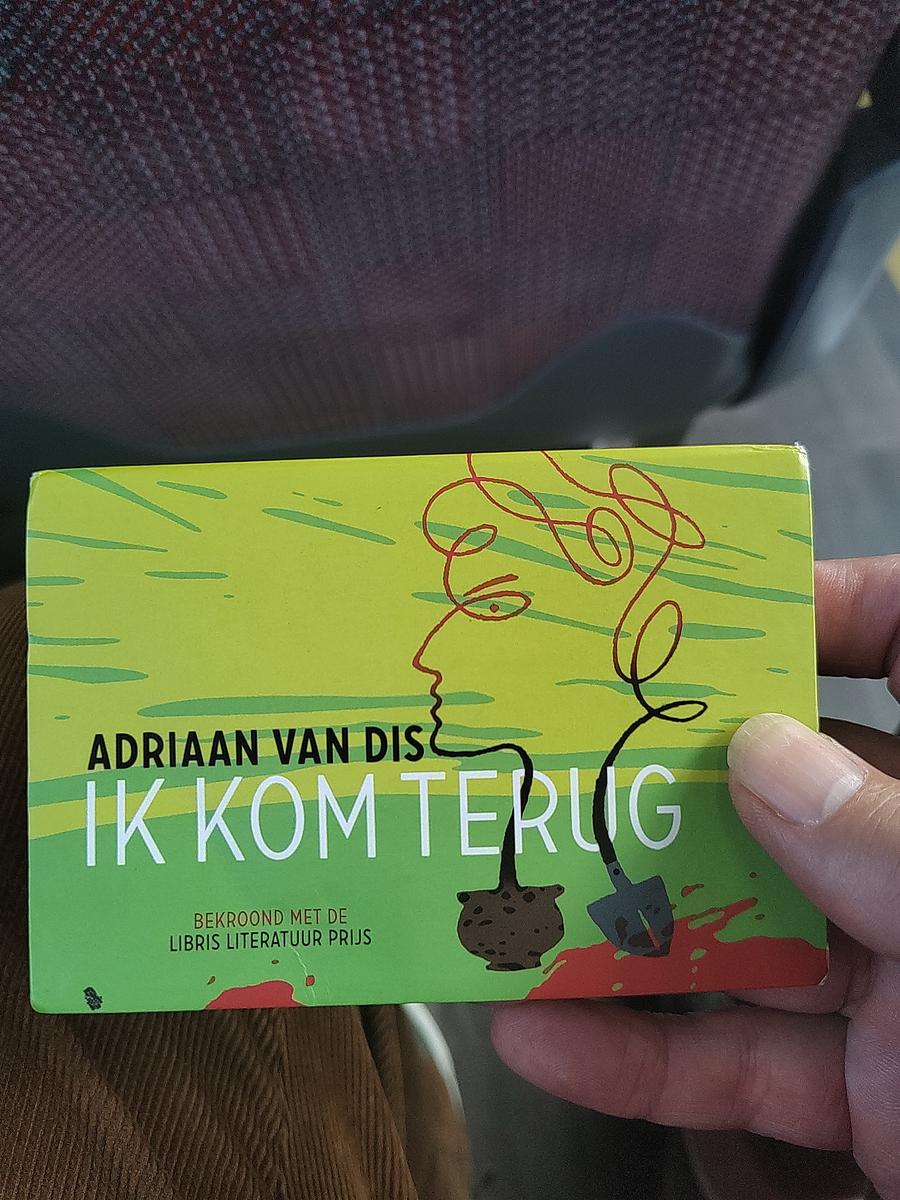 ADRIAAN VAN DIS
IK KOM TERUG
BEKROOND MET DE
LIBRIS LITERATUUR PRIJS